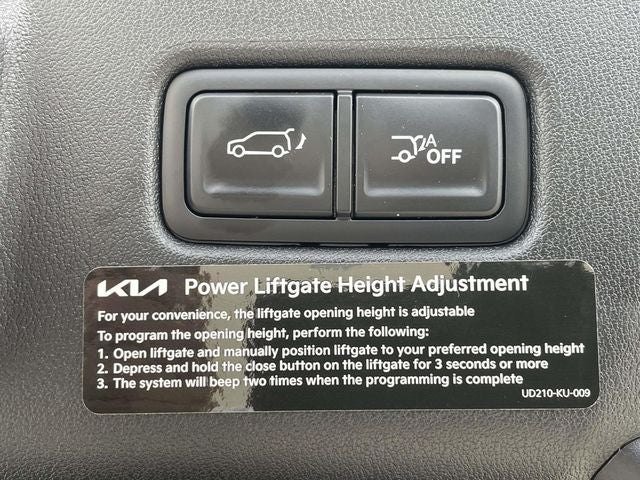 A
OFF
KIA Power Liftgate Height Adjustment
For your convenience, the liftgate opening height is adjustable
To program the opening height, perform the following:
1. Open liftgate and manually position liftgate to your preferred opening height
2. Depress and hold the close button on the liftgate for 3 seconds or more
3. The system will beep two times when the programming is complete
UD210-KU-009